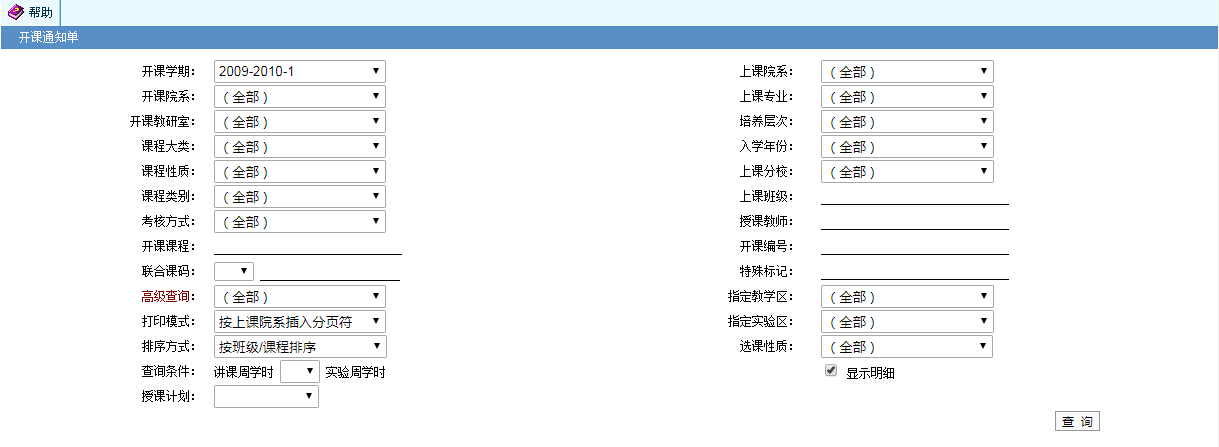 帮助
开课通知单
开课学期： 2009-2010-1 上课院系： （全部）
开课院系： （全部） 上课专业： （全部）
开课教研室： （全部） 培养层次： （全部）
课程大类： （全部） 入学年份： （全部）
课程性质： （全部） 上课分校： （全部）
课程类别： （全部） 上课班级：
考核方式： （全部） 授课教师：
开课课程： 开课编号：
联合课码： 特殊标记：
高级查询： （全部） 指定教学区： （全部）
打印模式： 按上课院系插入分页符 指定实验区： （全部）
排序方式： 按班级/课程排序 选课性质： （全部）
查询条件： 讲课周学时 实验周学时 显示明细
授课计划：
查 询